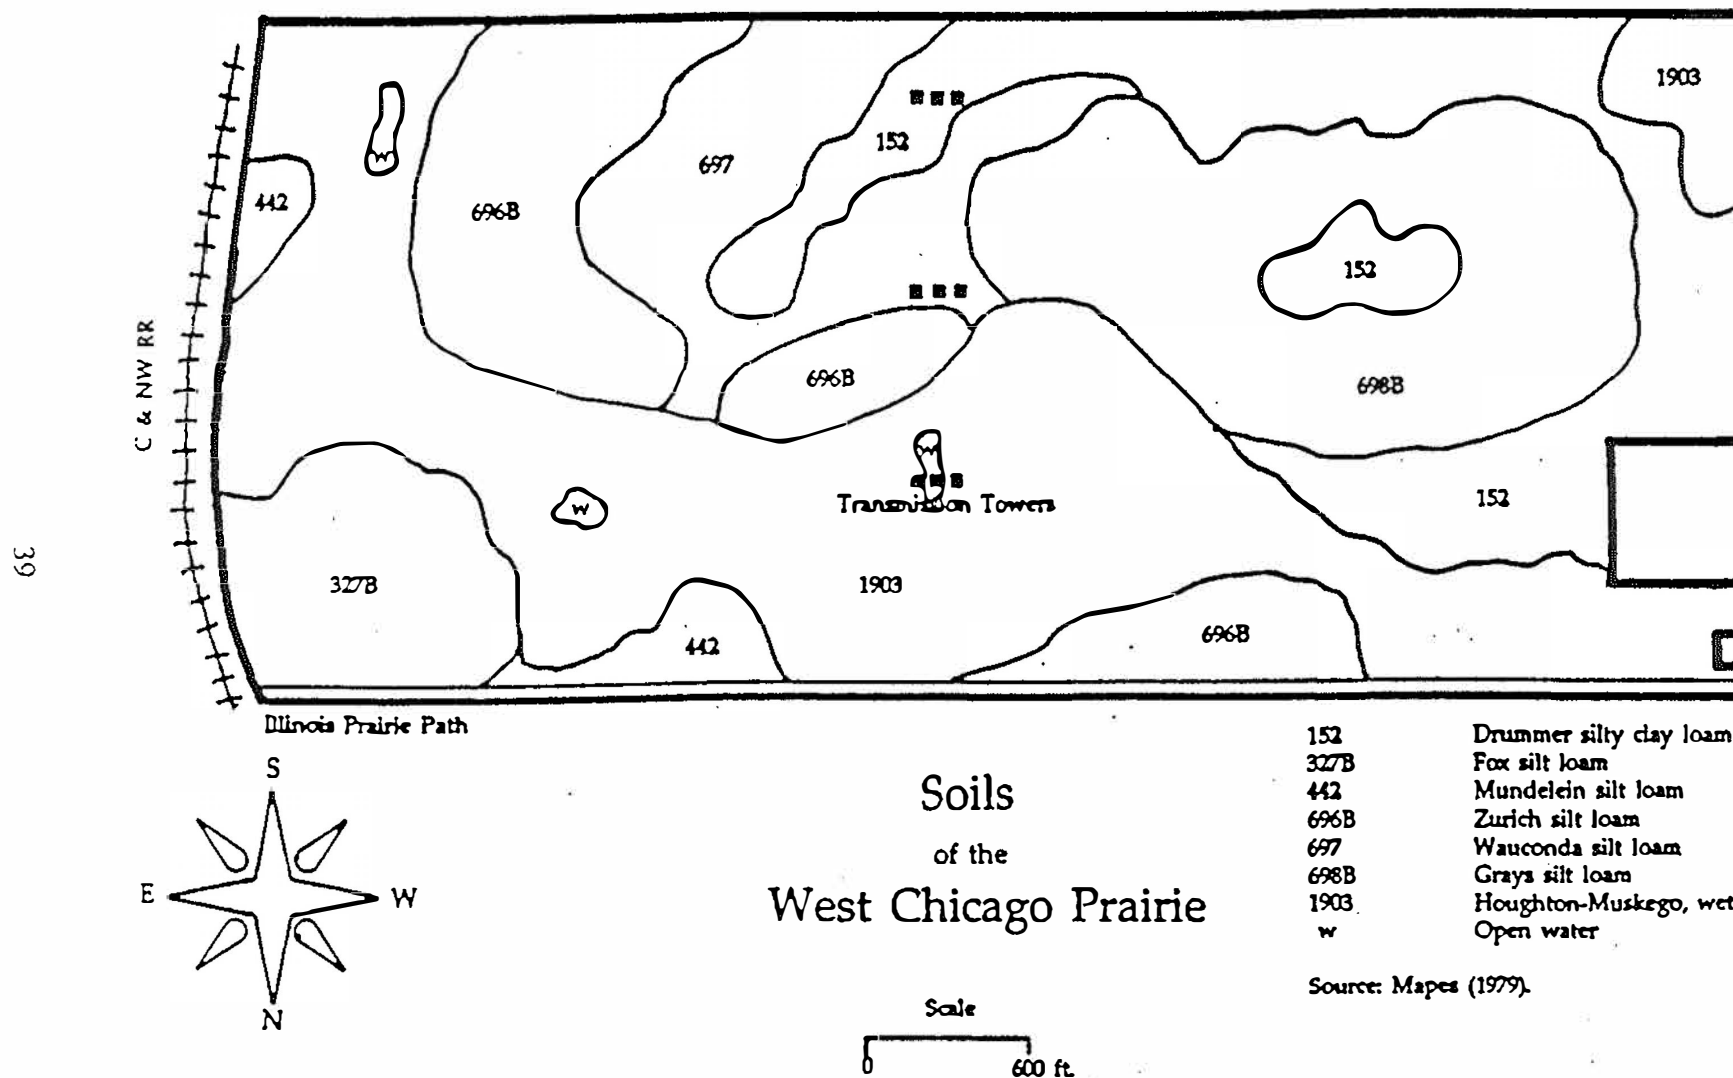 1903
152
697
442
696B
152
C & NW RR
696B
698B
152
Transmission Towers
39
327B
1903
442
696B
w
w
w
Illinois Prairie Path
S
E
W
N
Soils
of the
West Chicago Prairie
Scale
0 600 ft.
152 Drummer silty clay loam
327B Fox silt loam
442 Mundelein silt loam
696B Zurich silt loam
697 Wauconda silt loam
698B Grays silt loam
1903 Houghton-Muskego, wet
w Open water
Source: Mapes (1979).